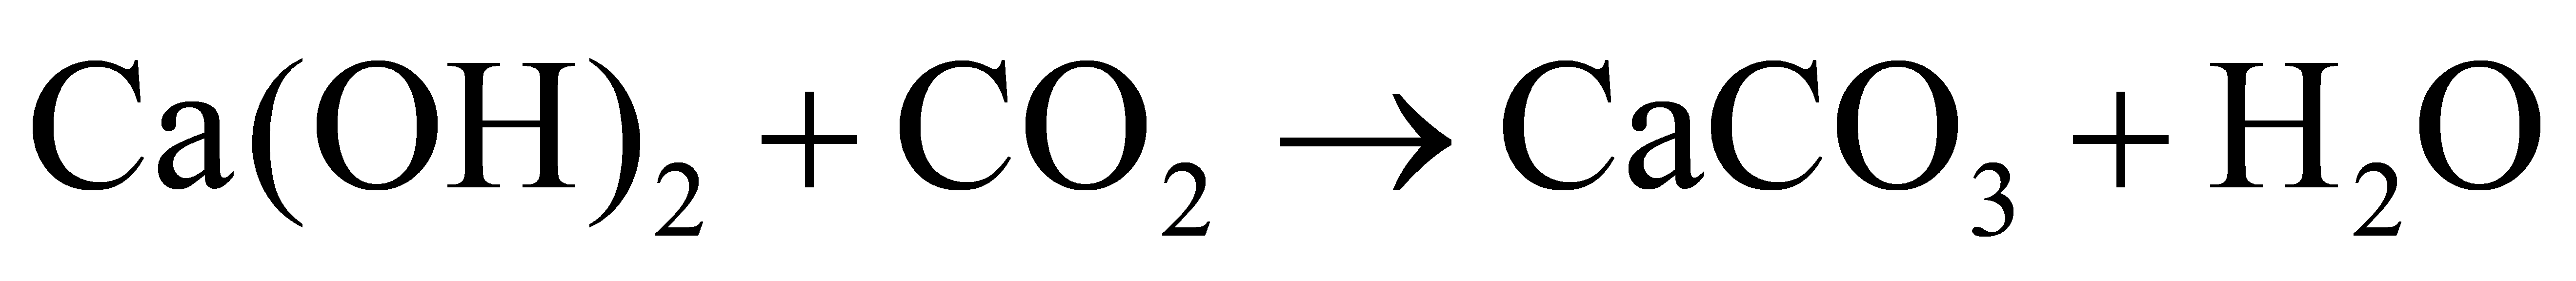 Ca(OH)₂ + CO₂ → CaCO₃ + H₂O